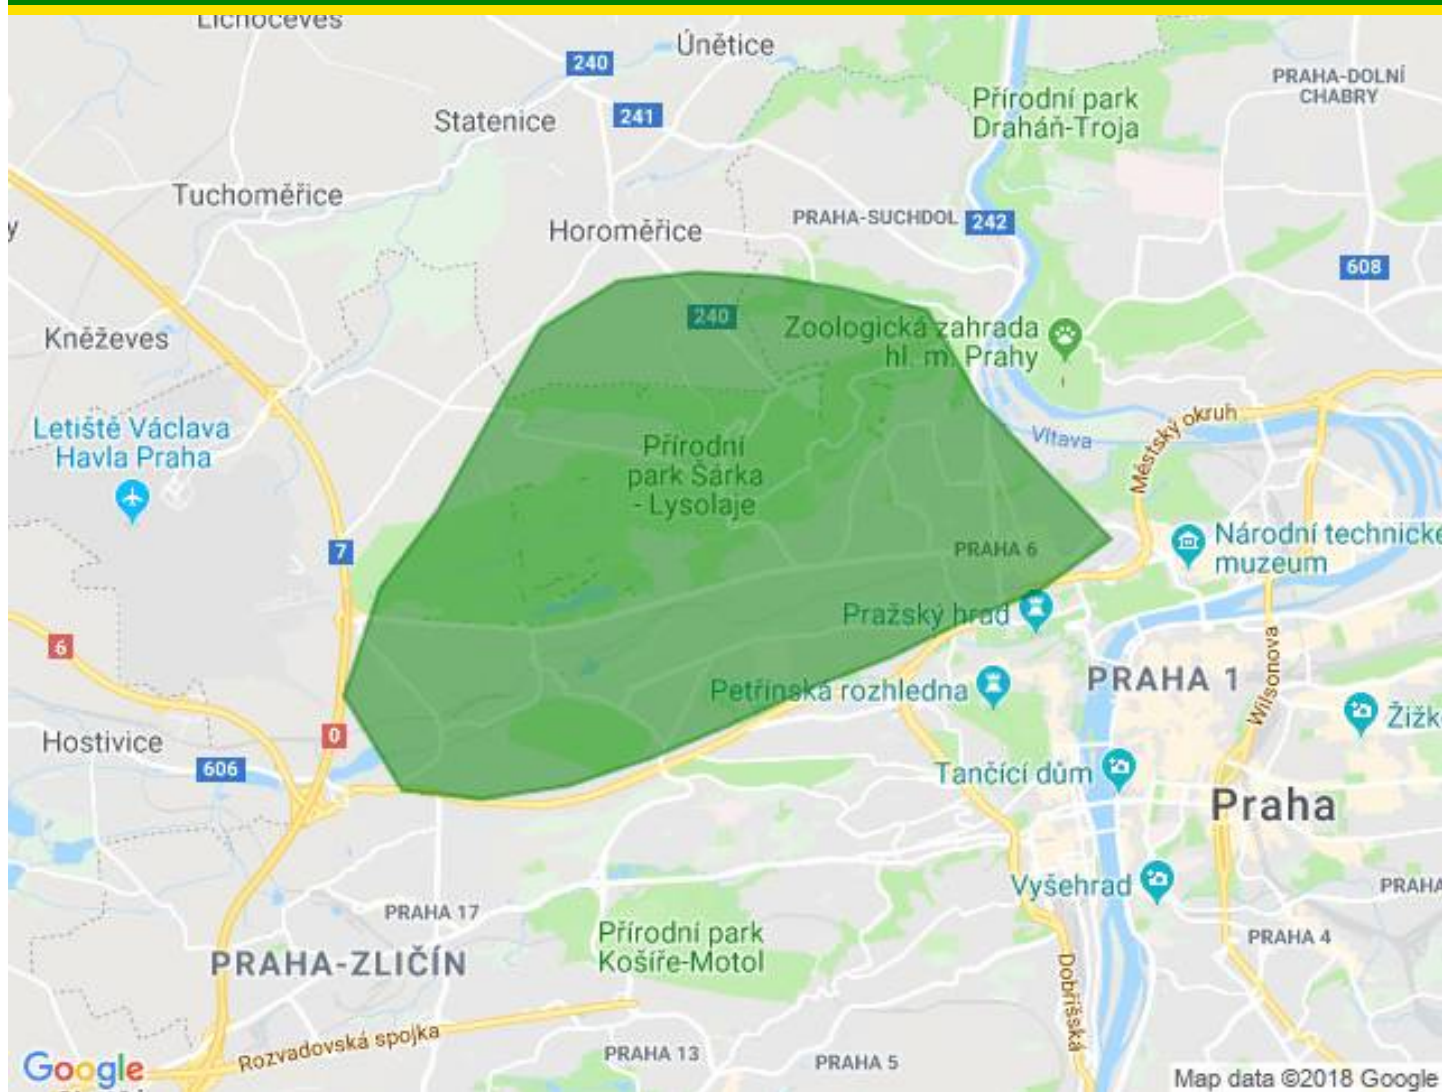 Lichoceves
Únětice
240
PRAHA-DOLNÍ
CHABRY
Přírodní park
Draháň-Troja
241
Statenice
Tuchoměřice
y
Horoměřice
PRAHA-SUCHDOL
242
608
240
Zoologická zahrada
hl. m. Prahy
Kněževes
Letiště Václava
Havla Praha
Přírodní
park Šárka
- Lysolaje
Vltava
Městský okruh
7
PRAHA 6
Národní technické
muzeum
Pražský hrad
6
Petřínská rozhledna
PRAHA 1
Wilsonova
Žižk
0
Hostivice
606
Tančící dům
Praha
Vyšehrad
PRAHA
PRAHA 17
Přírodní park
Košíře-Motol
PRAHA 4
PRAHA-ZLIČÍN
Dobříšská
Rozvadovská spojka
PRAHA 13
PRAHA 5
Google
Map data ©2018 Google